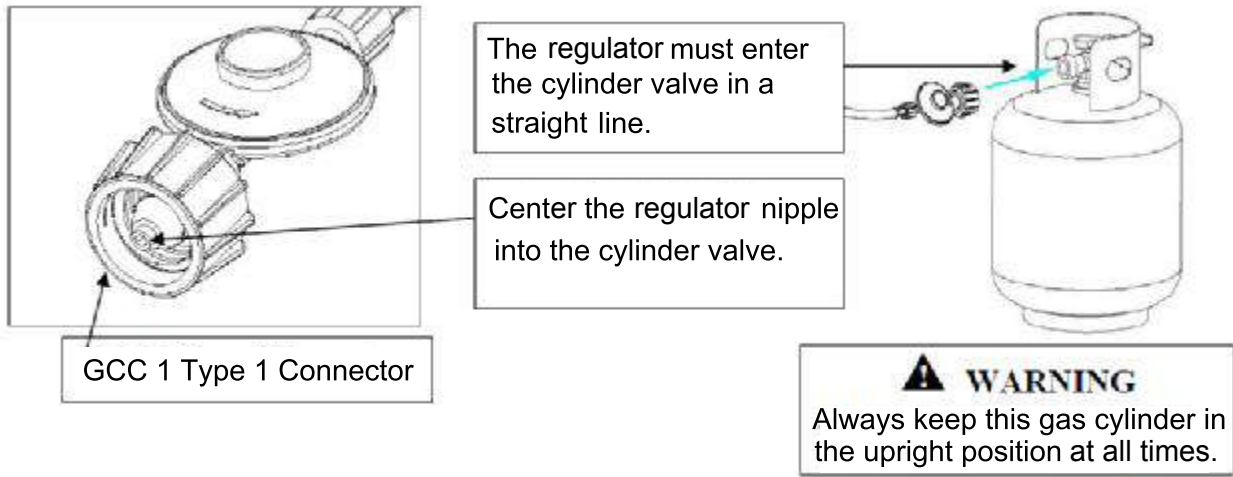 The regulator must enter
the cylinder valve in a
straight line.
Center the regulator nipple
into the cylinder valve.
GCC 1 Type 1 Connector
WARNING
Always keep this gas cylinder in
the upright position at all times.